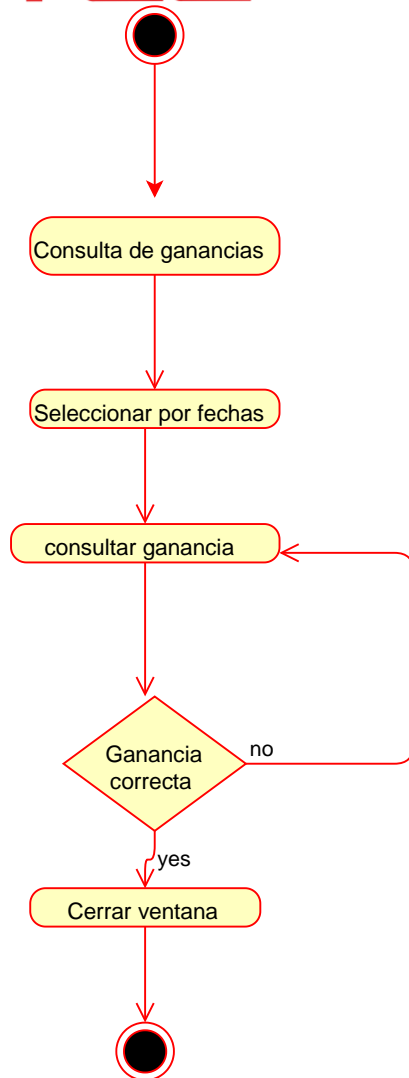 Consulta de ganancias
Seleccionar por fechas
consultar ganancia
Ganancia
correcta
no
yes
Cerrar ventana